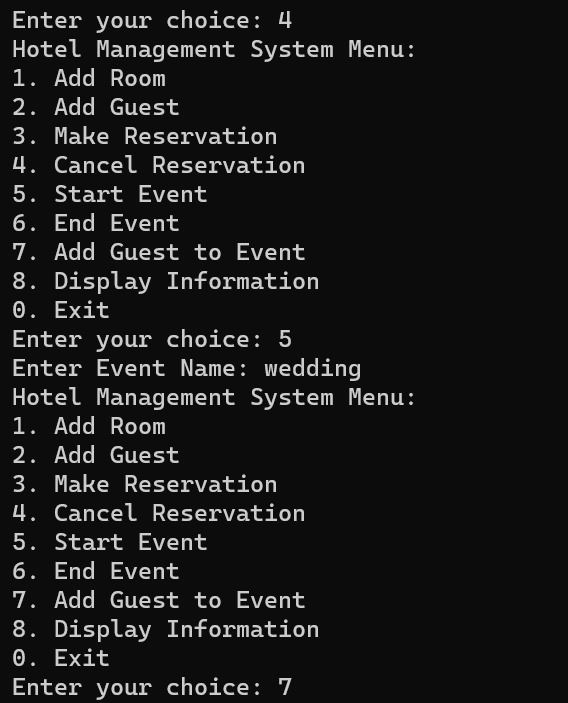 Enter your choice: 4
Hotel Management System Menu:
1. Add Room
2. Add Guest
3. Make Reservation
4. Cancel Reservation
5. Start Event
6. End Event
7. Add Guest to Event
8. Display Information
0. Exit
Enter your choice: 5
Enter Event Name: wedding
Hotel Management System Menu:
1. Add Room
2. Add Guest
3. Make Reservation
4. Cancel Reservation
5. Start Event
6. End Event
7. Add Guest to Event
8. Display Information
0. Exit
Enter your choice: 7